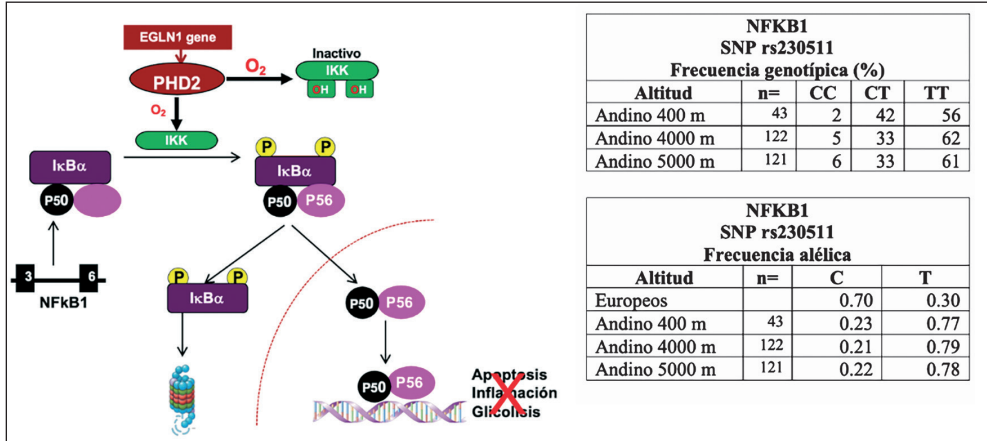 EGLN1 gene
PHD2
O2
O2
Inactivo
IKK
OH OH
IKK
IκBα
P50
P P
IκBα
P50 P56
3 6
NFkB1
P P
IκBα
P50 P56
P50 P56
Apoptosis
Inflamación
Glicolisis
NFKB1
SNP rs230511
Frecuencia genotípica (%)
Altitud n= CC CT TT
Andino 400 m 43 2 42 56
Andino 4000 m 122 5 33 62
Andino 5000 m 121 6 33 61
NFKB1
SNP rs230511
Frecuencia alélica
Altitud n= C T
Europeos 0.70 0.30
Andino 400 m 43 0.23 0.77
Andino 4000 m 122 0.21 0.79
Andino 5000 m 121 0.22 0.78